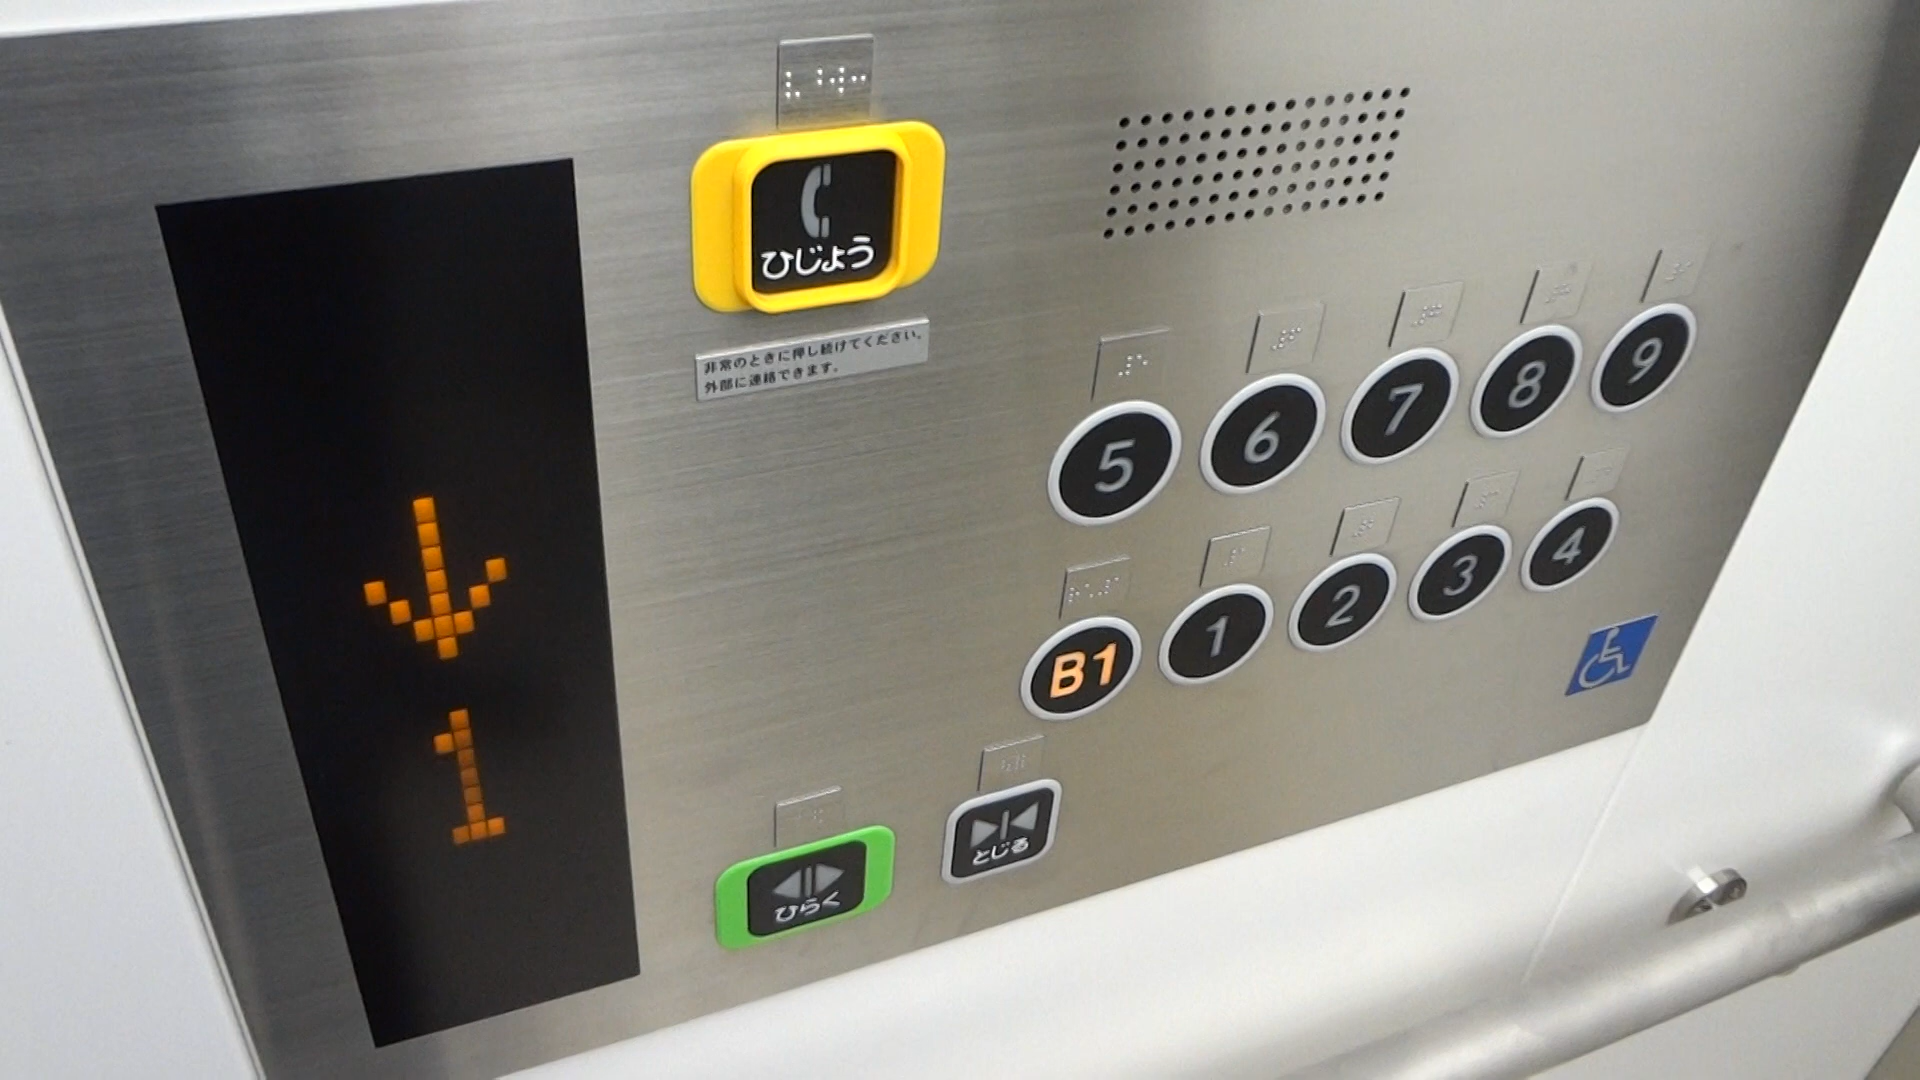 ひじょう
非常のときに押し続けてください。
外部に連絡できます。
5 6 7 8 9
B1 1 2 3 4
1
ひらく
とじる